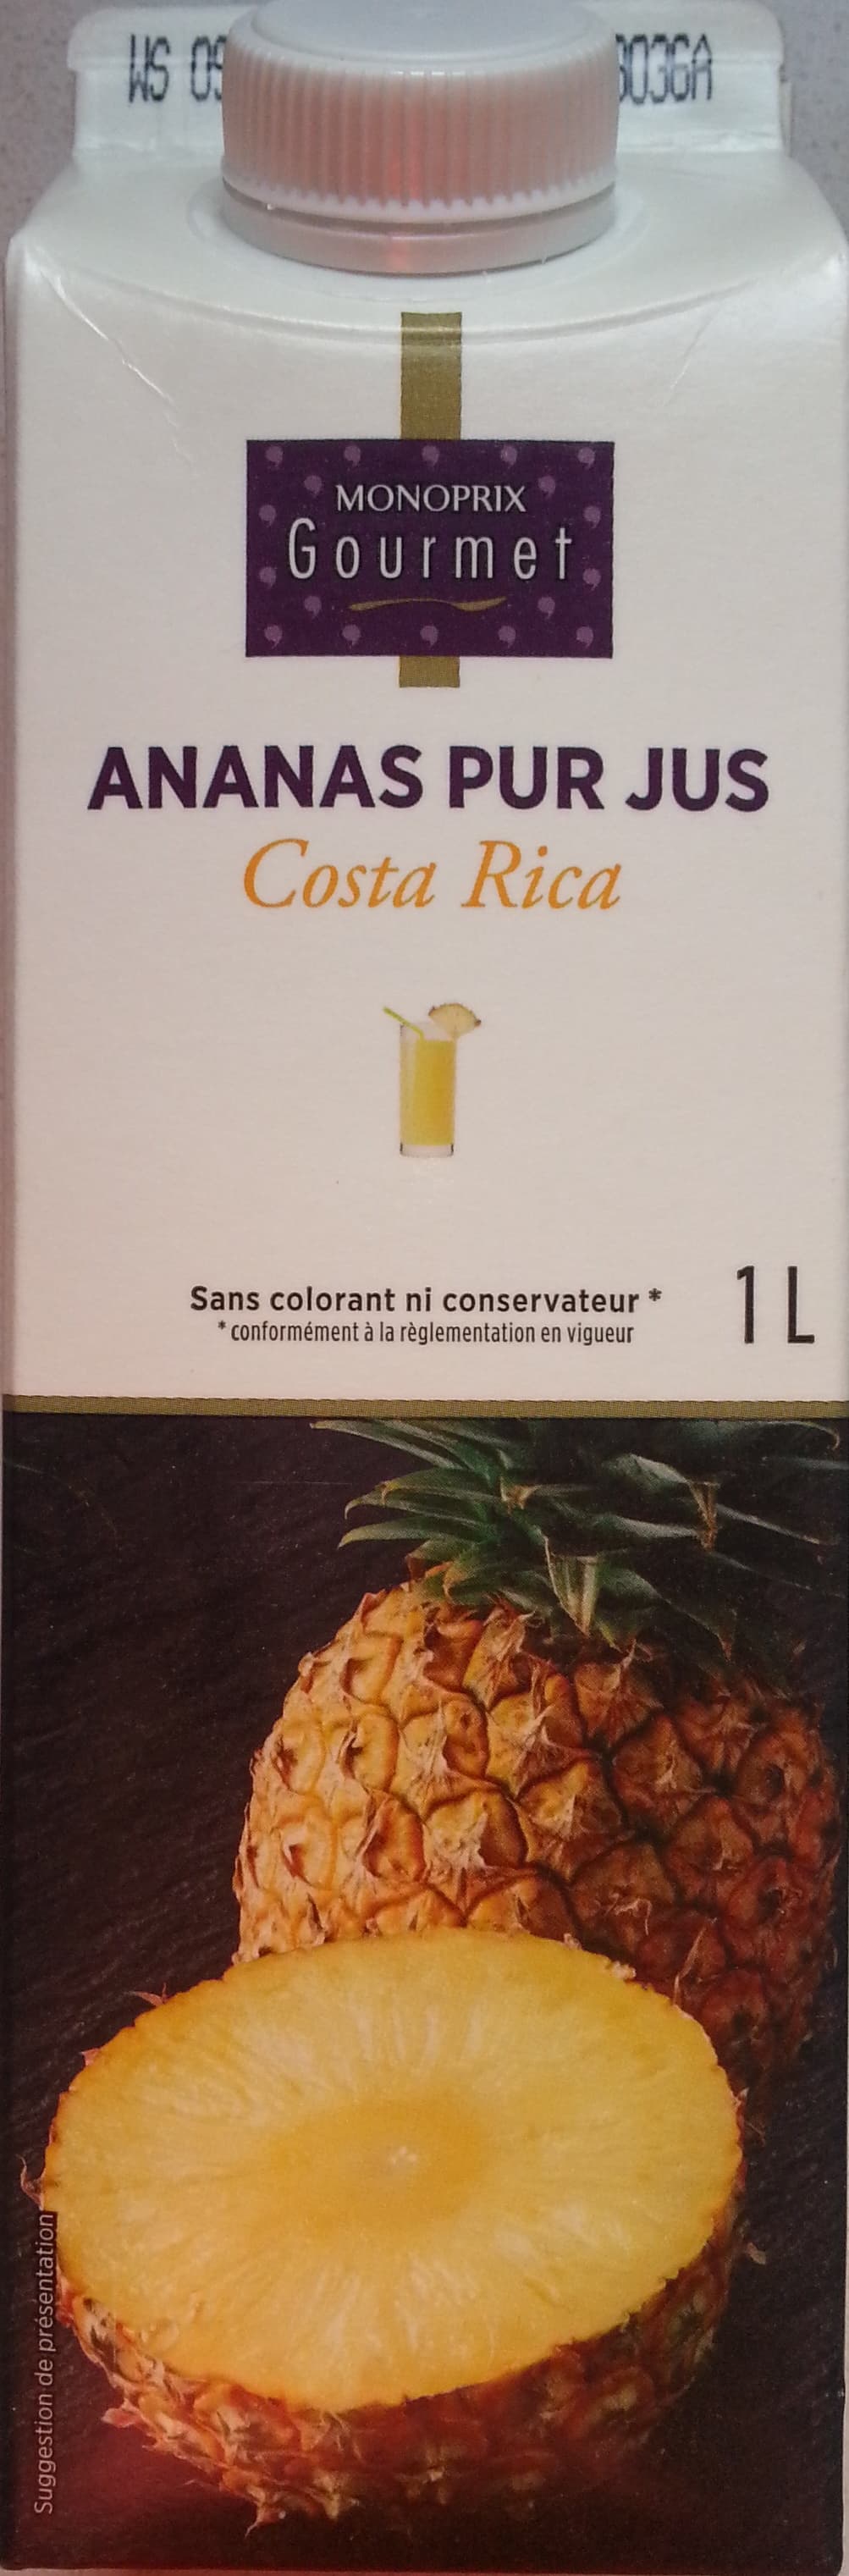 WS
MONOPRIX
Gourmet
ANANAS PUR JUS
Costa Rica
Sans colorant ni conservateur *
* conformément à la règlementation en vigueur
1 L
Suggestion de présentation